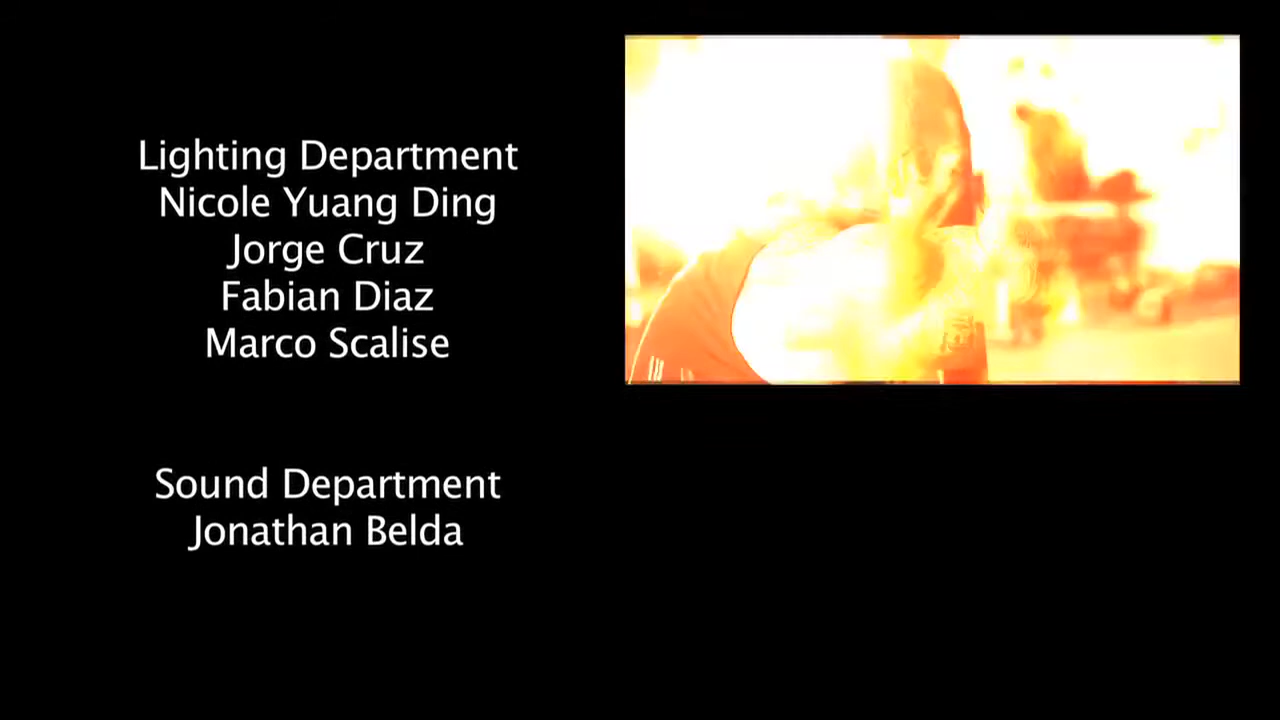 Lighting Department
Nicole Yuang Ding
Jorge Cruz
Fabian Diaz
Marco Scalise
Sound Department
Jonathan Belda